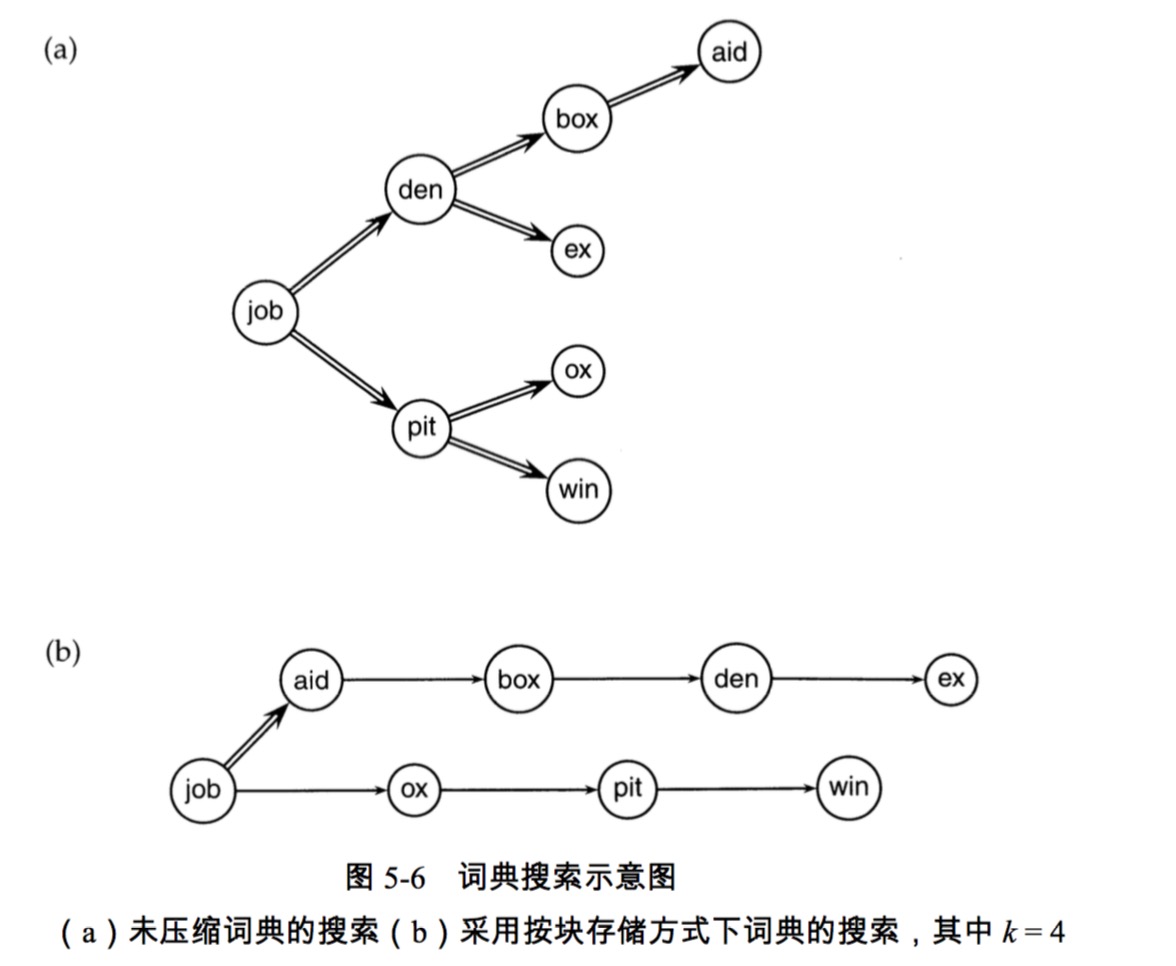 (a)
aid
box
den
ex
job
ox
pit
win
(b)
aid box den ex
job ox pit win
图 5-6 词典搜索示意图
（a）未压缩词典的搜索（b）采用按块存储方式下词典的搜索，其中 k = 4